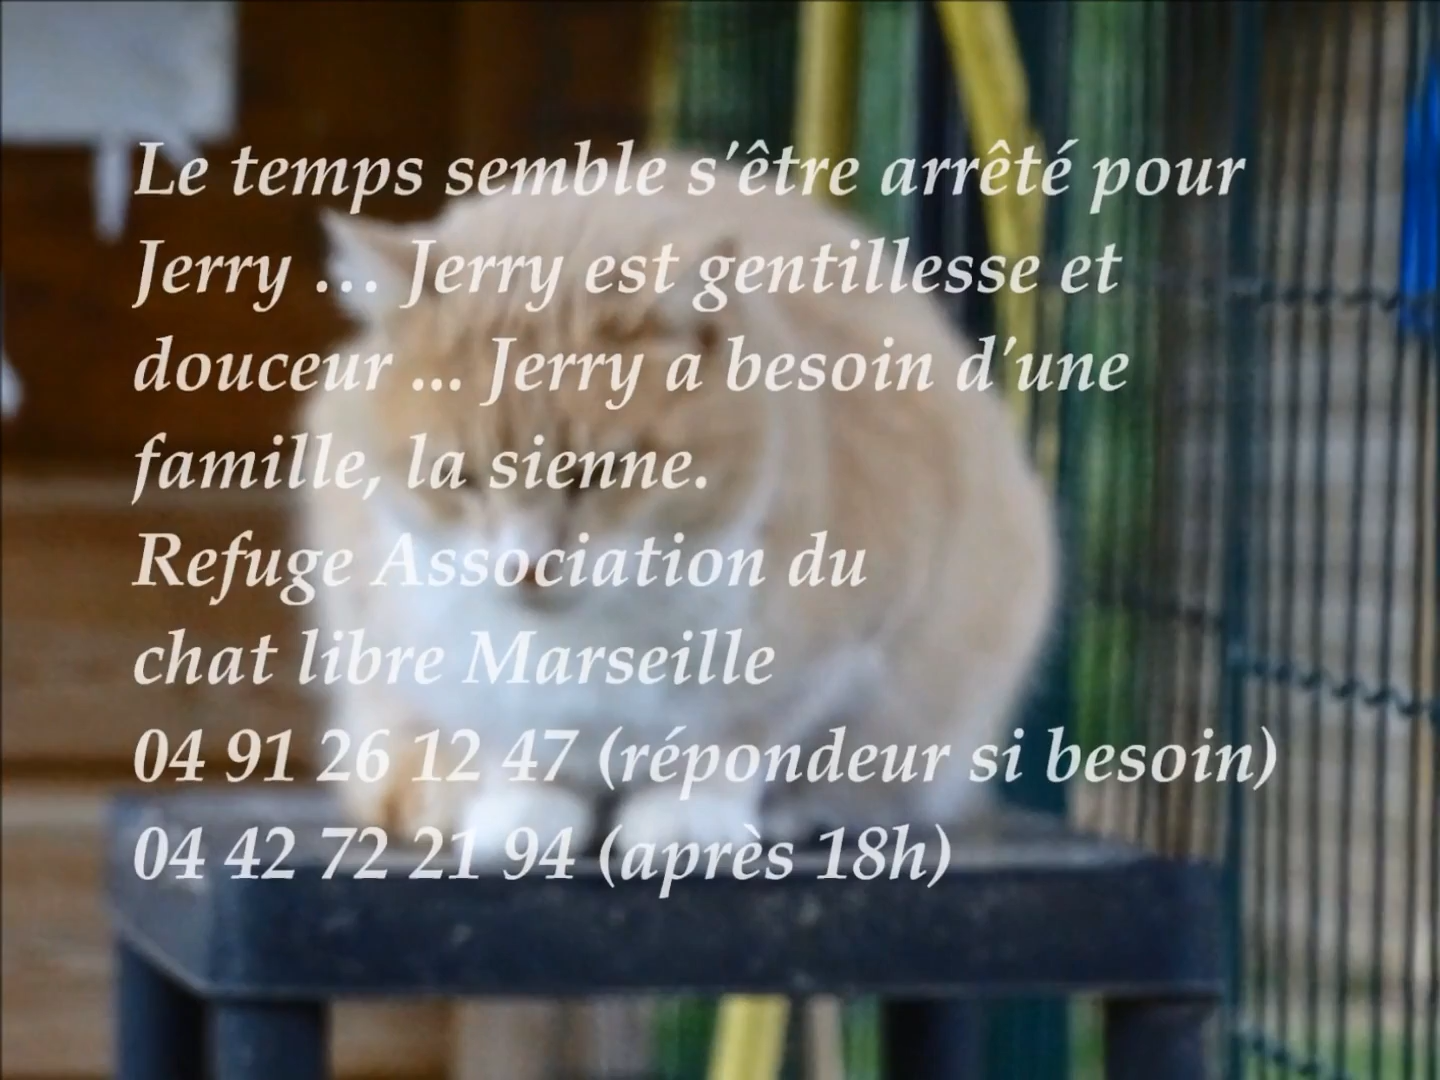 Le temps semble s'être arrêté pour
Jerry … Jerry est gentillesse et
douceur ... Jerry a besoin d'une
famille, la sienne.
Refuge Association du
chat libre Marseille
04 91 26 12 47 (répondeur si besoin)
04 42 72 21 94 (après 18h)